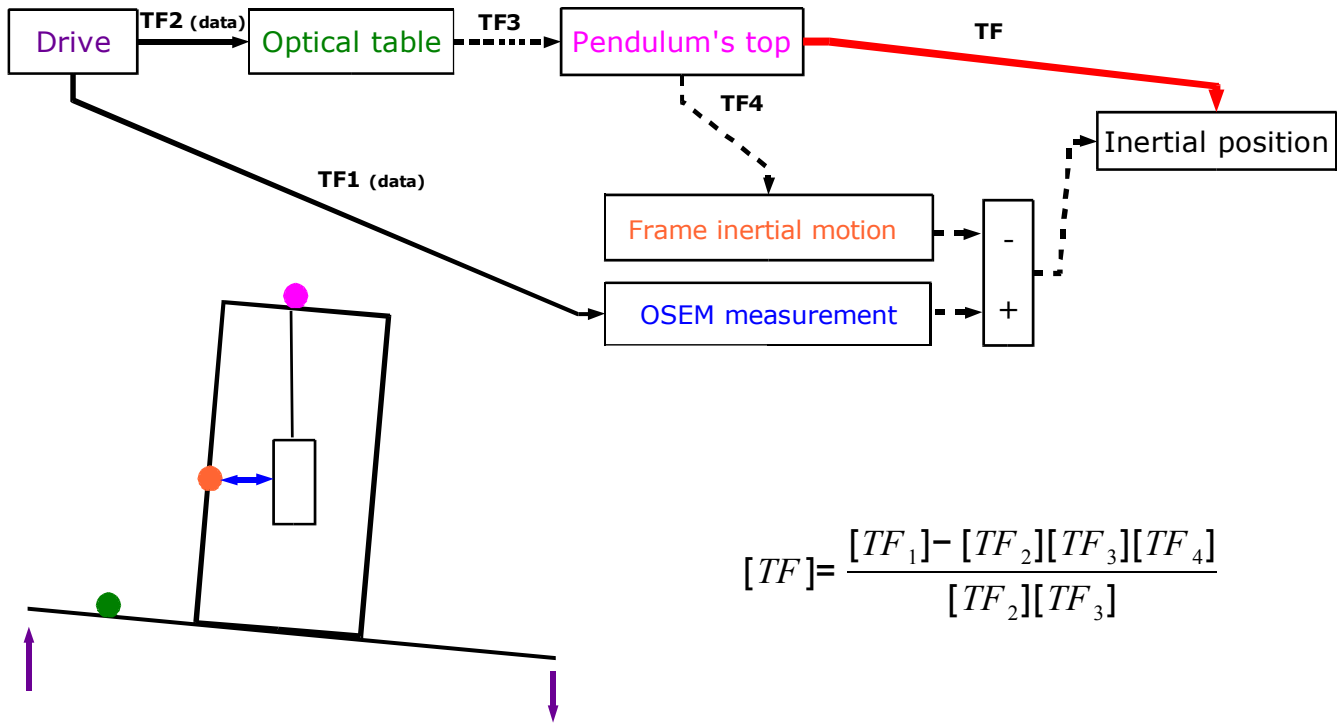 TF2 (data)
TF3
TF
Drive
Optical table
Pendulum's top
TF4
Inertial position
TF1 (data)
Frame inertial motion
-
OSEM measurement
+
[TF]= [TF₁]−[TF₂][TF₃][TF₄]
[TF₂][TF₃]